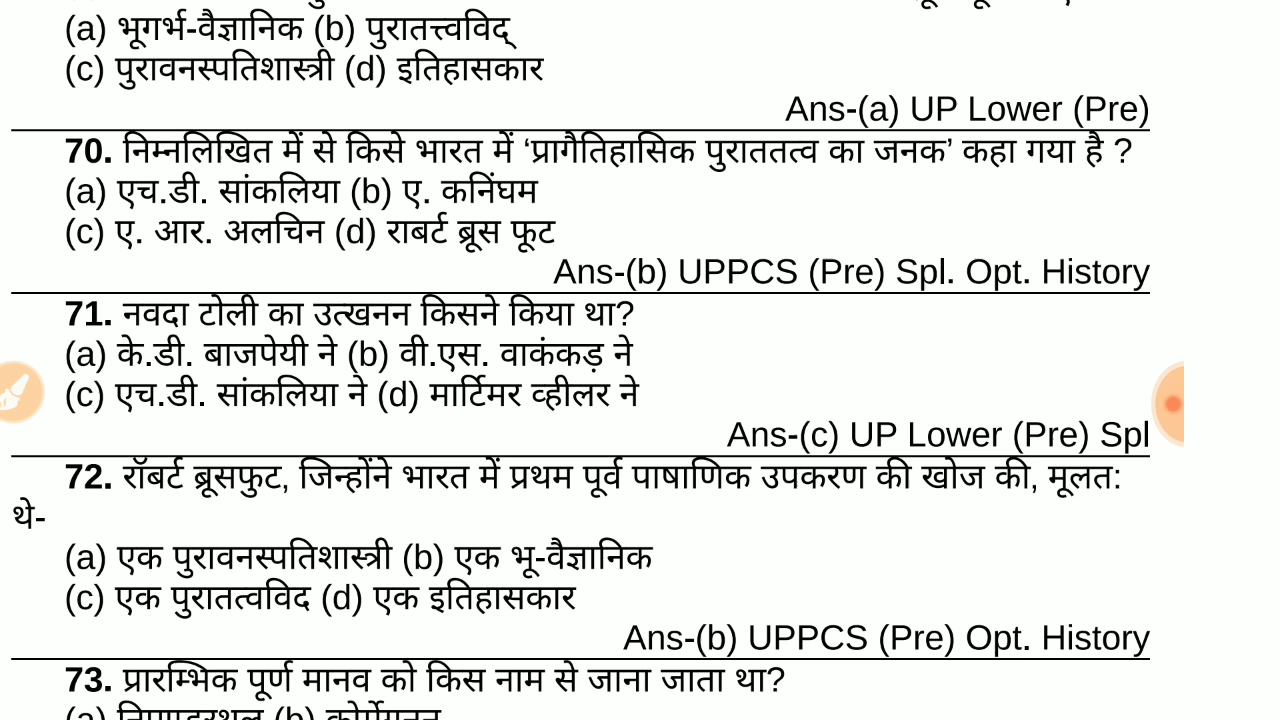 (a) भूगर्भ-वैज्ञानिक (b) पुरातत्त्वविद्
(c) पुरावनस्पतिशास्त्री (d) इतिहासकार
Ans-(a) UP Lower (Pre)
70. निम्नलिखित में से किसे भारत में ‘प्रागैतिहासिक पुराततत्व का जनक’ कहा गया है ?
(a) एच.डी. सांकलिया (b) ए. कनिंघम
(c) ए. आर. अलचिन (d) राबर्ट ब्रूस फूट
Ans-(b) UPPCS (Pre) Spl. Opt. History
71. नवदा टोली का उत्खनन किसने किया था?
(a) के.डी. बाजपेयी ने (b) वी.एस. वाकंकड़ ने
(c) एच.डी. सांकलिया ने (d) मार्टिमर व्हीलर ने
Ans-(c) UP Lower (Pre) Spl
72. रॉबर्ट ब्रूसफुट, जिन्होंने भारत में प्रथम पूर्व पाषाणिक उपकरण की खोज की, मूलत:
थे-
(a) एक पुरावनस्पतिशास्त्री (b) एक भू-वैज्ञानिक
(c) एक पुरातत्वविद (d) एक इतिहासकार
Ans-(b) UPPCS (Pre) Opt. History
73. प्रारम्भिक पूर्ण मानव को किस नाम से जाना जाता था?
(a) (b)